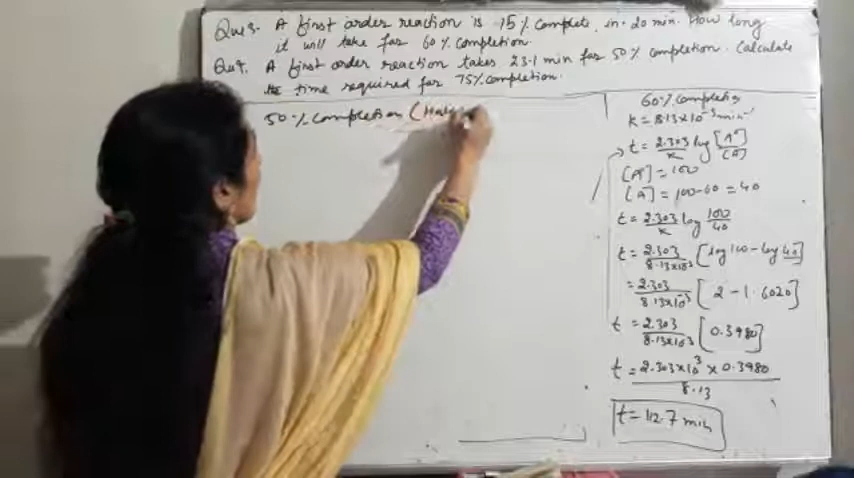 Que3. A first order reaction is 15% complete in 20 min. How long
it will take for 60% completion.
Que4. A first order reaction takes 23.1 min for 50% completion. Calculate
the time required for 75% completion.
50% completion (Half
60% completion
K = 8.13×10⁻³ min⁻¹
t = 2.303/K log [A°]/[A]
[A°] = 100
[A] = 100-60 = 40
t = 2.303/K log 100/40
t = 2.303/8.13×10⁻³ [log 100 - log 40]
= 2.303/8.13×10⁻³ [2 - 1.6020]
t = 2.303/8.13×10⁻³ [0.3980]
t = 2.303×10³ × 0.3980/8.13
t = 112.7 min